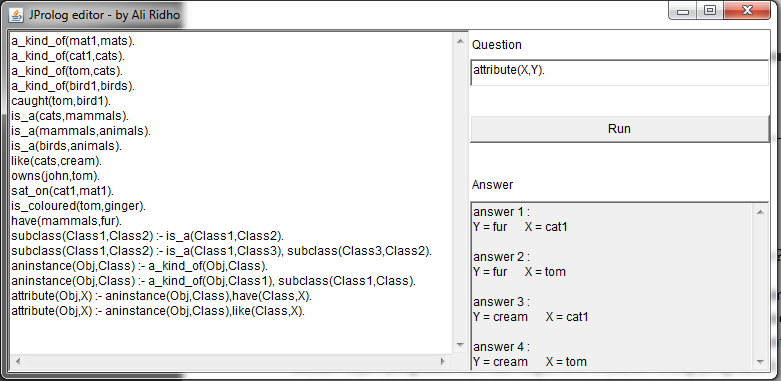 JProlog editor - by Ali Ridho
a_kind_of(mat1,mats).
a_kind_of(cat1,cats).
a_kind_of(tom,cats).
a_kind_of(bird1,birds).
caught(tom,bird1).
is_a(cats,mammals).
is_a(mammals,animals).
is_a(birds,animals).
like(cats,cream).
owns(john,tom).
sat_on(cat1,mat1).
is_coloured(tom,ginger).
have(mammals,fur).
subclass(Class1,Class2) :- is_a(Class1,Class2).
subclass(Class1,Class2) :- is_a(Class1,Class3), subclass(Class3,Class2).
aninstance(Obj,Class) :- a_kind_of(Obj,Class).
aninstance(Obj,Class) :- a_kind_of(Obj,Class1), subclass(Class1,Class).
attribute(Obj,X) :- aninstance(Obj,Class),have(Class,X).
attribute(Obj,X) :- aninstance(Obj,Class),like(Class,X).
Question
attribute(X,Y).
Run
Answer
answer 1 :
Y = fur X = cat1
answer 2 :
Y = fur X = tom
answer 3 :
Y = cream X = cat1
answer 4 :
Y = cream X = tom